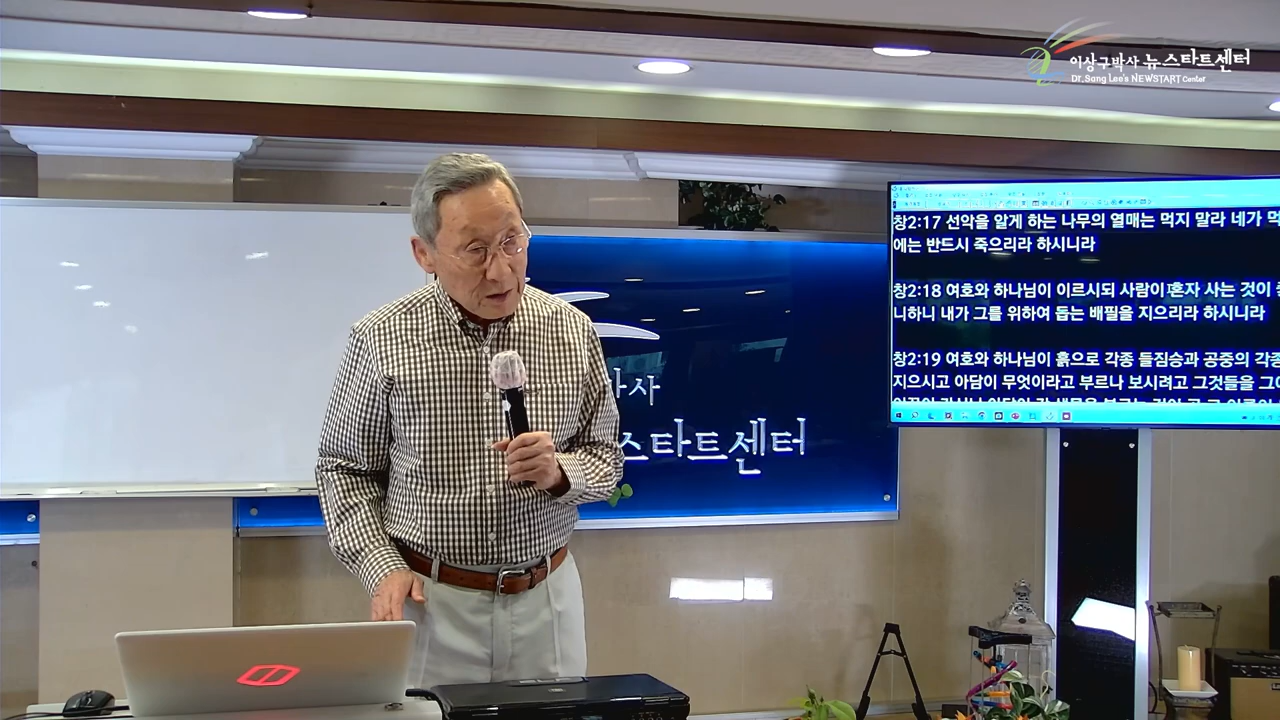 이상구박사 뉴스타트센터
Dr. Sang Lee's NEWSTART Center
창2:17 선악을 알게 하는 나무의 열매는 먹지 말라 네가 먹
에는 반드시 죽으리라 하시니라
창2:18 여호와 하나님이 이르시되 사람이 혼자 사는 것이
니하니 내가 그를 위하여 돕는 배필을 지으리라 하시니라
창2:19 여호와 하나님이 흙으로 각종 들짐승과 공중의 각종
지으시고 아담이 무엇이라고 부르나 보시려고 그것들을
박사
스타트센터